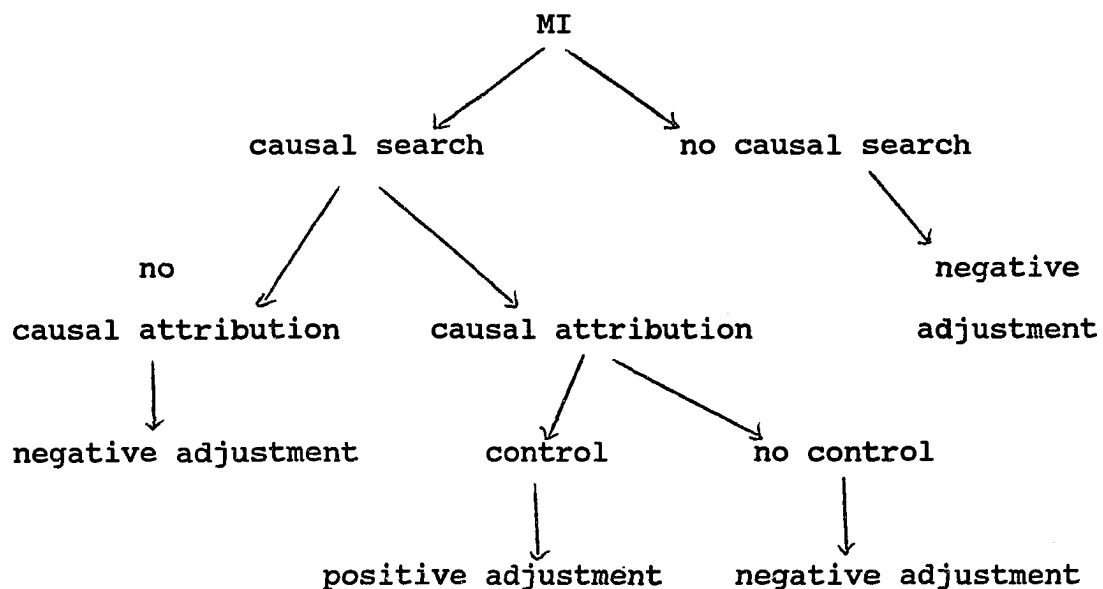 MI
causal search no causal search
no negative
causal attribution causal attribution adjustment
negative adjustment control no control
positive adjustment negative adjustment